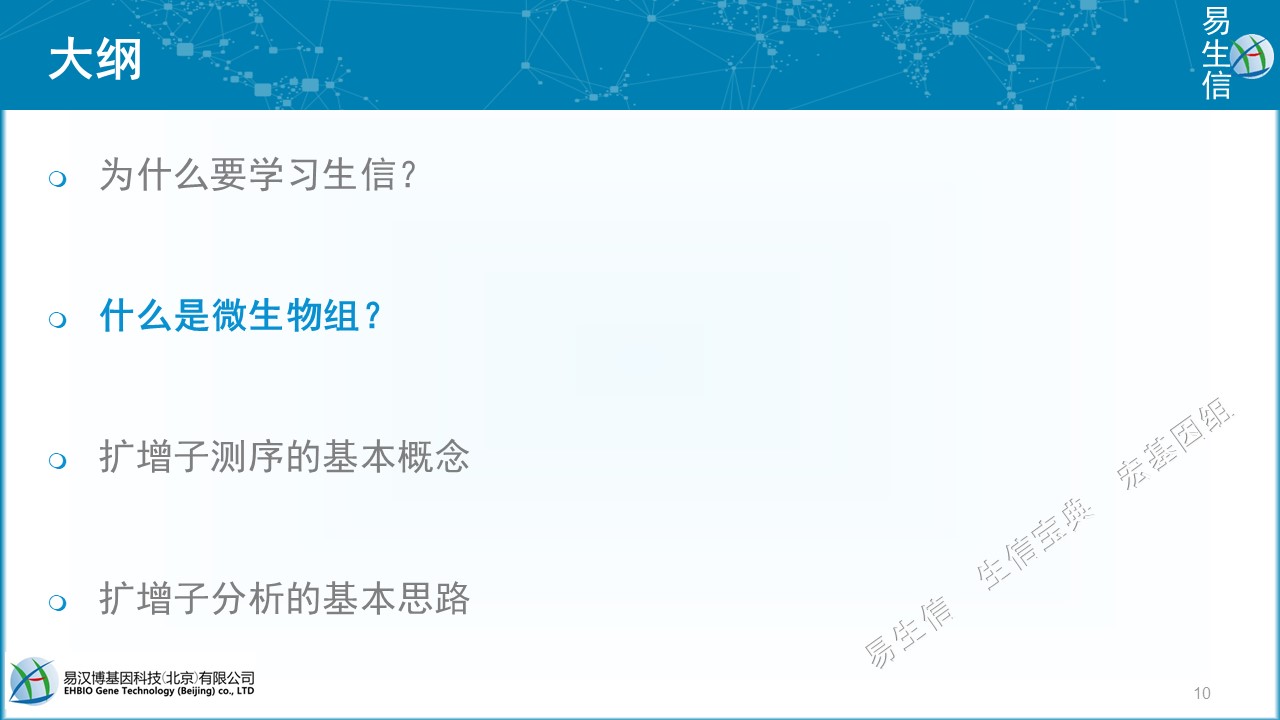 大纲
易生信
为什么要学习生信？
什么是微生物组？
扩增子测序的基本概念
扩增子分析的基本思路
易生信 生信宝典 宏基因组
易汉博基因科技(北京)有限公司
EHBIO Gene Technology (Beijing) co., LTD
10